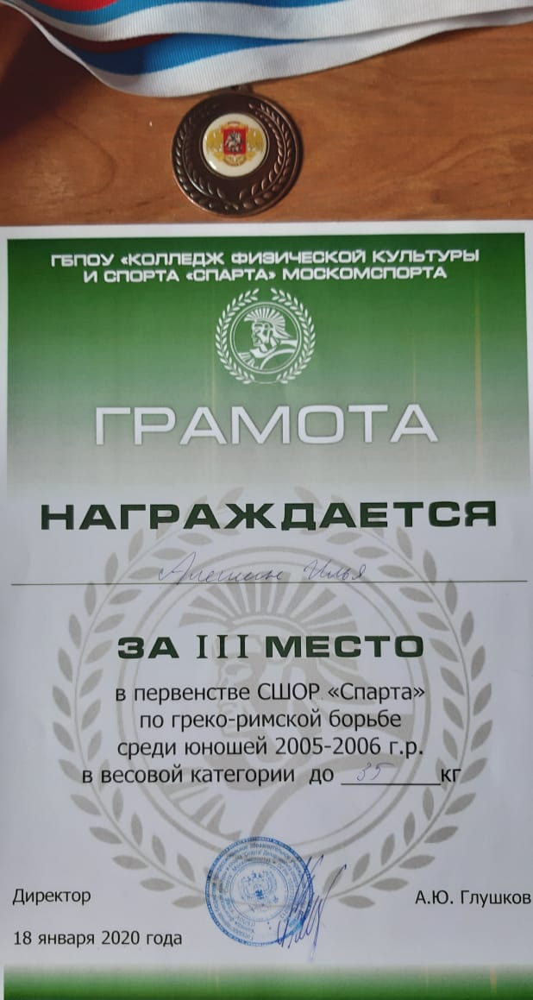 ГБПОУ «КОЛЛЕДЖ ФИЗИЧЕСКОЙ КУЛЬТУРЫ
И СПОРТА «СПАРТА» МОСКОМСПОРТА
ГРАМОТА
НАГРАЖДАЕТСЯ
Алешин Илья
ЗА III МЕСТО
в первенстве СШОР «Спарта»
по греко-римской борьбе
среди юношей 2005-2006 г.р.
в весовой категории до 35 кг
Директор
А.Ю. Глушков
18 января 2020 года